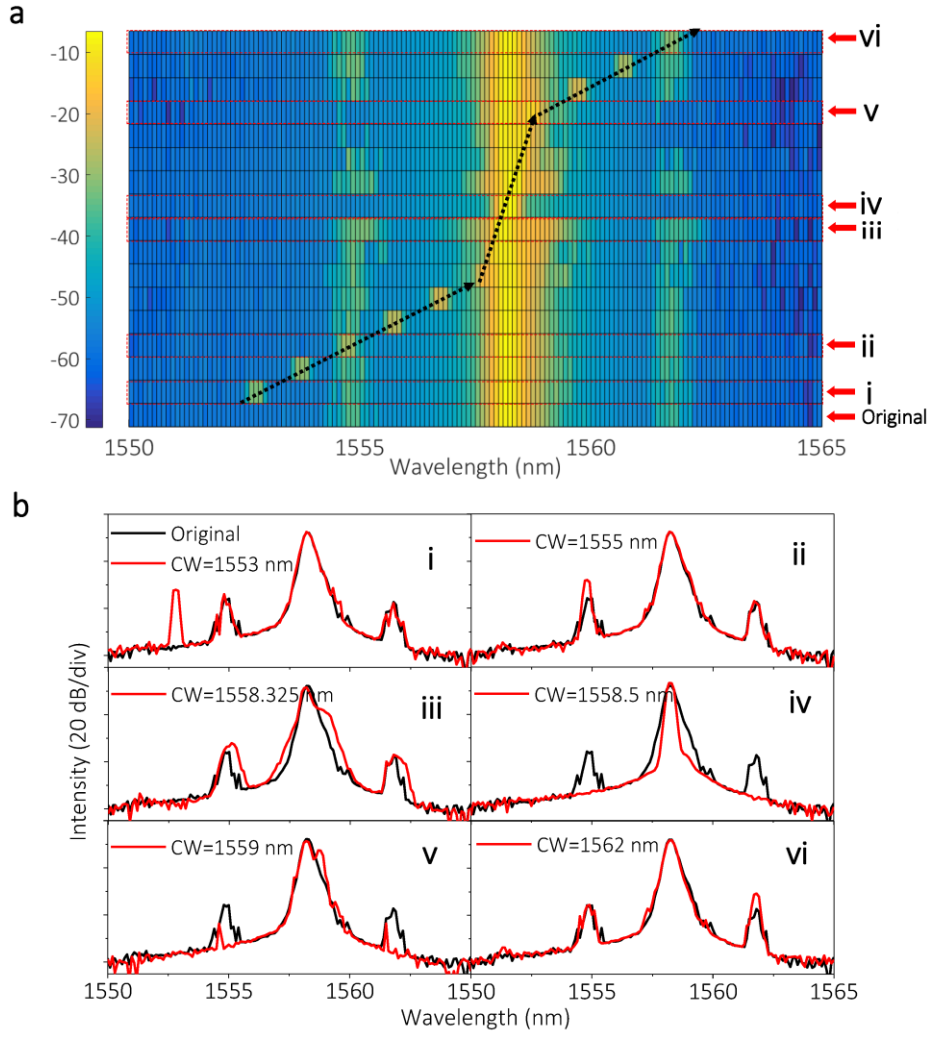 a
-10
-20
-30
-40
-50
-60
-70
vi
v
iv
iii
ii
i
Original
1550 1555 1560 1565
Wavelength (nm)
b
Intensity (20 dB/div)
Original
CW=1553 nm
i
CW=1555 nm
ii
CW=1558.325 nm
iii
CW=1558.5 nm
iv
CW=1559 nm
v
CW=1562 nm
vi
1550 1555 1560 1550 1555 1560 1565
Wavelength (nm)